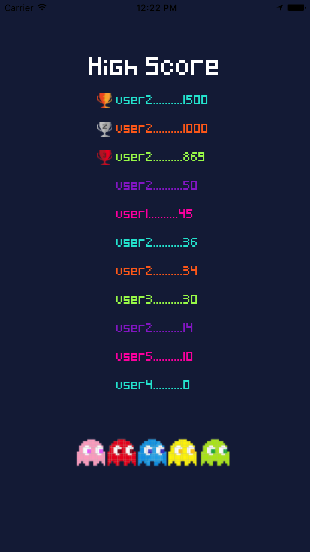 Carrier 12:22 PM
High Score
user2..........1500
user2..........1000
user2..........869
user2..........50
user1..........45
user2..........36
user2..........34
user3..........30
user2..........14
user5..........10
user4..........0